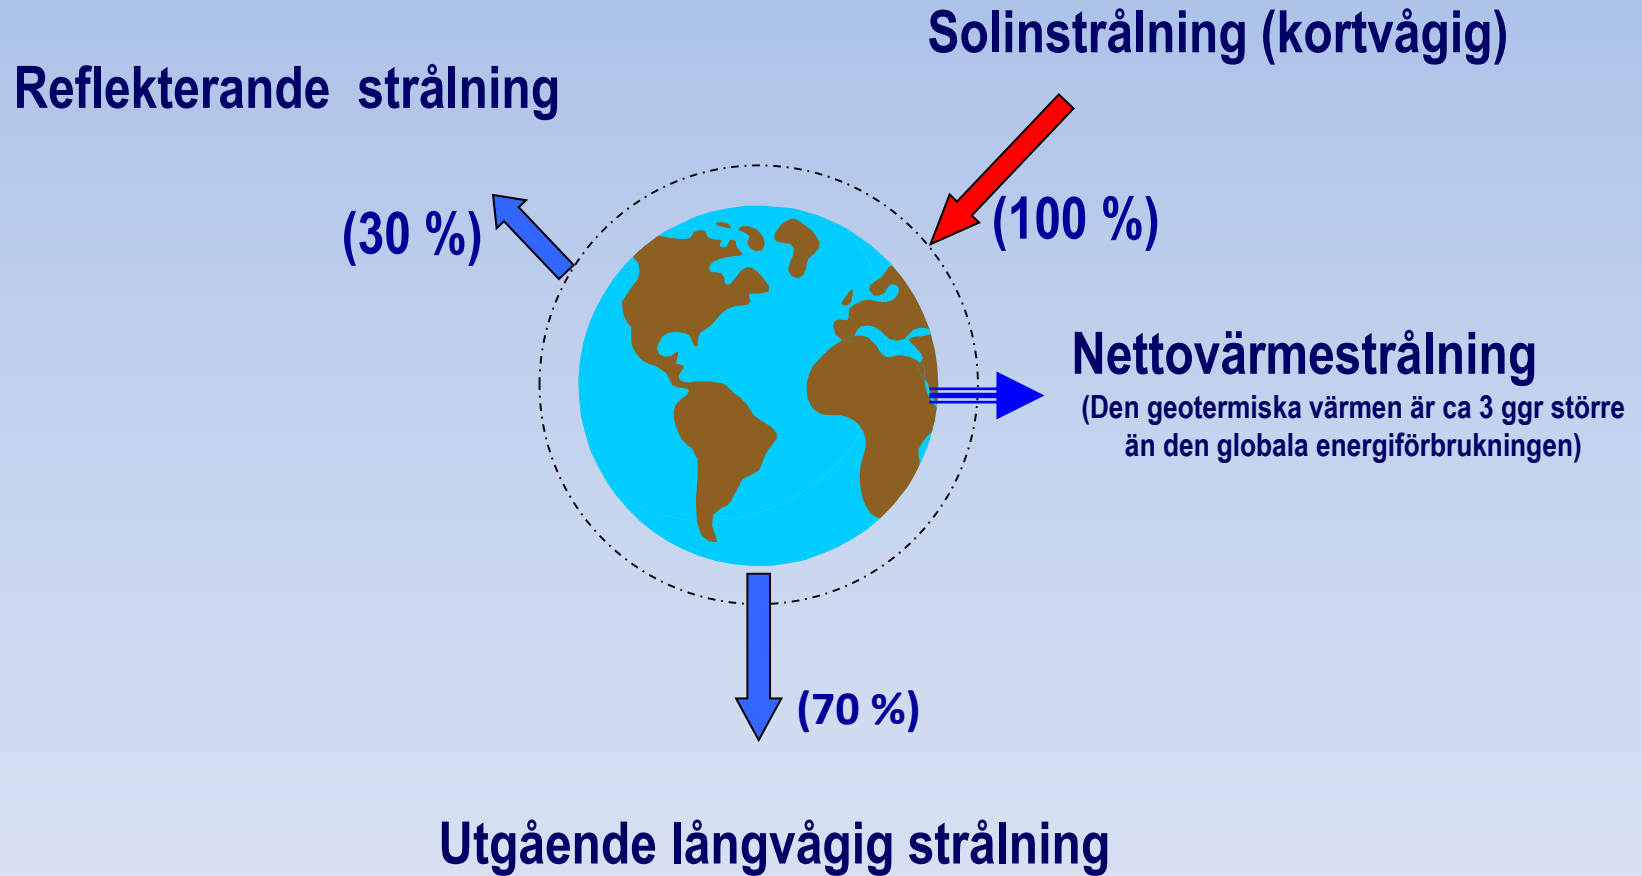 Solinstrålning (kortvågig)
Reflekterande strålning
(30 %)
(100 %)
Nettovärmestrålning
(Den geotermiska värmen är ca 3 ggr större
än den globala energiförbrukningen)
(70 %)
Utgående långvågig strålning